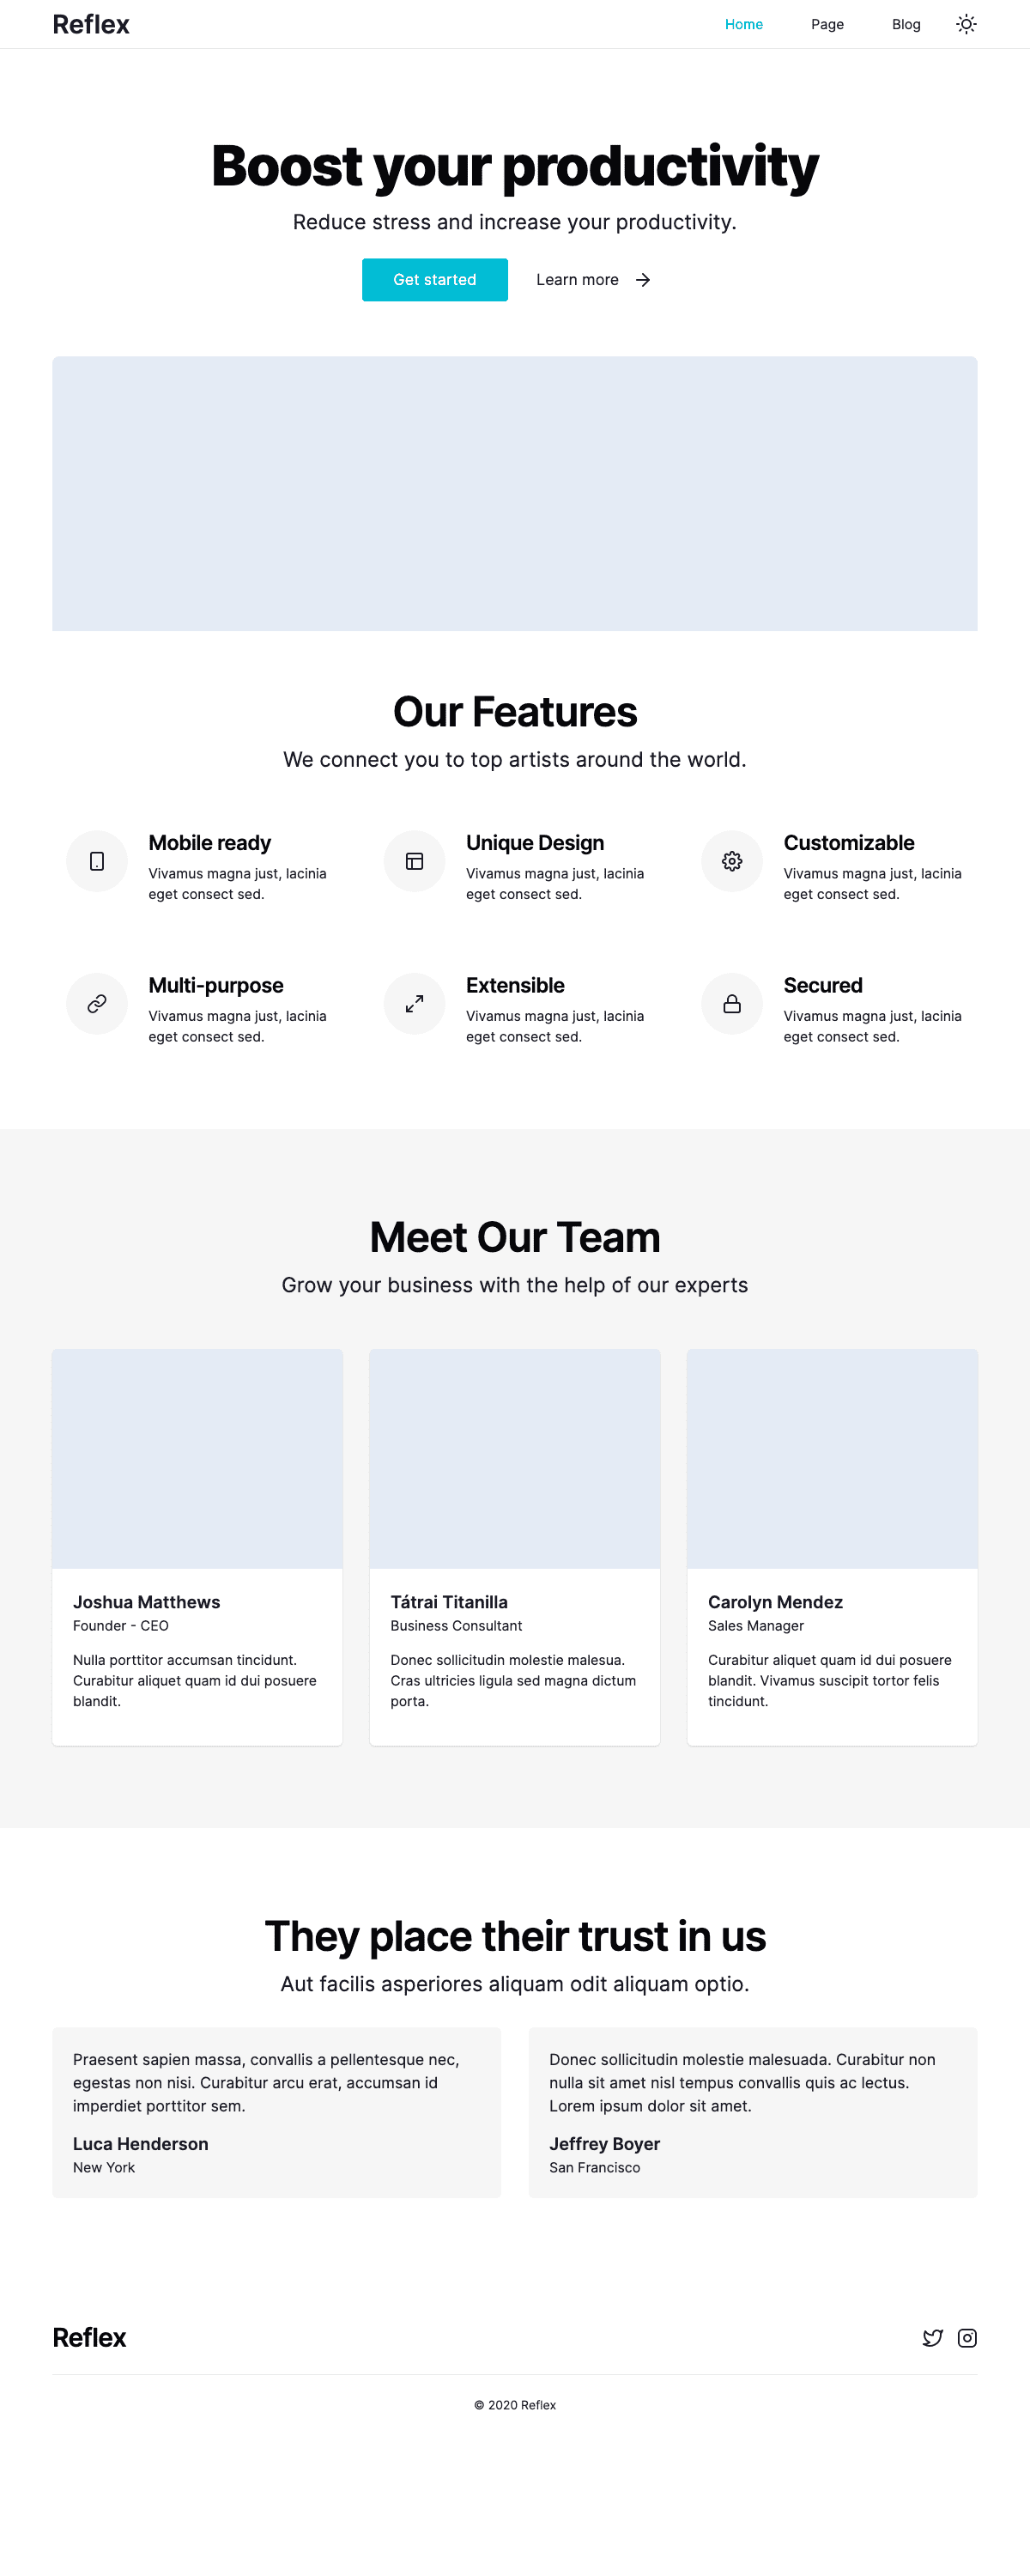 Reflex
Home Page Blog
Boost your productivity
Reduce stress and increase your productivity.
Get started Learn more
Our Features
We connect you to top artists around the world.
Mobile ready
Vivamus magna just, lacinia
eget consect sed.
Unique Design
Vivamus magna just, lacinia
eget consect sed.
Customizable
Vivamus magna just, lacinia
eget consect sed.
Multi-purpose
Vivamus magna just, lacinia
eget consect sed.
Extensible
Vivamus magna just, lacinia
eget consect sed.
Secured
Vivamus magna just, lacinia
eget consect sed.
Meet Our Team
Grow your business with the help of our experts
Joshua Matthews
Founder - CEO
Nulla porttitor accumsan tincidunt.
Curabitur aliquet quam id dui posuere
blandit.
Tátrai Titanilla
Business Consultant
Donec sollicitudin molestie malesua.
Cras ultricies ligula sed magna dictum
porta.
Carolyn Mendez
Sales Manager
Curabitur aliquet quam id dui posuere
blandit. Vivamus suscipit tortor felis
tincidunt.
They place their trust in us
Aut facilis asperiores aliquam odit aliquam optio.
Praesent sapien massa, convallis a pellentesque nec,
egestas non nisi. Curabitur arcu erat, accumsan id
imperdiet porttitor sem.
Luca Henderson
New York
Donec sollicitudin molestie malesuada. Curabitur non
nulla sit amet nisl tempus convallis quis ac lectus.
Lorem ipsum dolor sit amet.
Jeffrey Boyer
San Francisco
Reflex
© 2020 Reflex